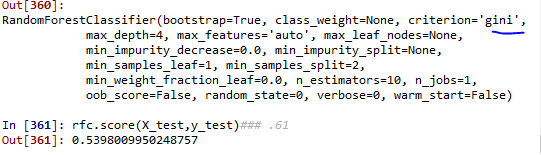 Out[360]:
RandomForestClassifier(bootstrap=True, class_weight=None, criterion='gini',
max_depth=4, max_features='auto', max_leaf_nodes=None,
min_impurity_decrease=0.0, min_impurity_split=None,
min_samples_leaf=1, min_samples_split=2,
min_weight_fraction_leaf=0.0, n_estimators=10, n_jobs=1,
oob_score=False, random_state=0, verbose=0, warm_start=False)
In [361]: rfc.score(X_test,y_test)### .61
Out[361]: 0.5398009950248757